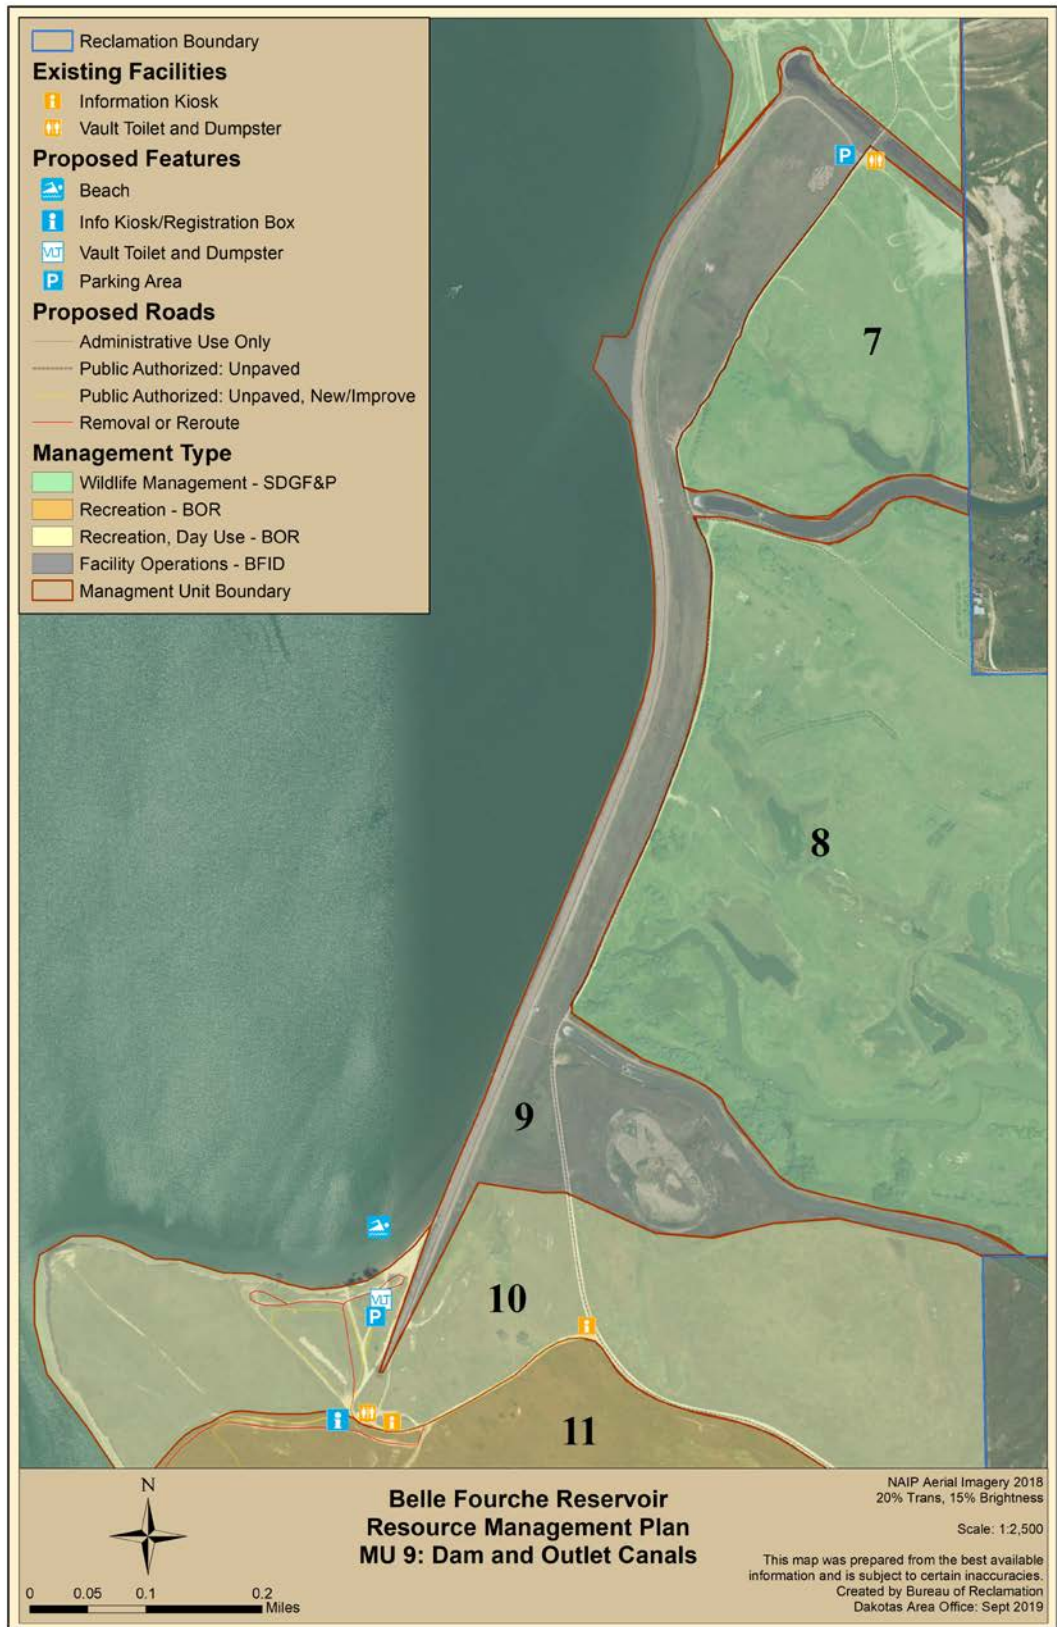 Reclamation Boundary
Existing Facilities
Information Kiosk
Vault Toilet and Dumpster
Proposed Features
Beach
Info Kiosk/Registration Box
VLT Vault Toilet and Dumpster
P Parking Area
Proposed Roads
Administrative Use Only
Public Authorized: Unpaved
Public Authorized: Unpaved, New/Improve
Removal or Reroute
Management Type
Wildlife Management - SDGF&P
Recreation - BOR
Recreation, Day Use - BOR
Facility Operations - BFID
Managment Unit Boundary
P
7
8
9
10
VLT
P
11
N
0 0.05 0.1 0.2
Miles
Belle Fourche Reservoir
Resource Management Plan
MU 9: Dam and Outlet Canals
NAIP Aerial Imagery 2018
20% Trans, 15% Brightness
Scale: 1:2,500
This map was prepared from the best available
information and is subject to certain inaccuracies.
Created by Bureau of Reclamation
Dakotas Area Office: Sept 2019